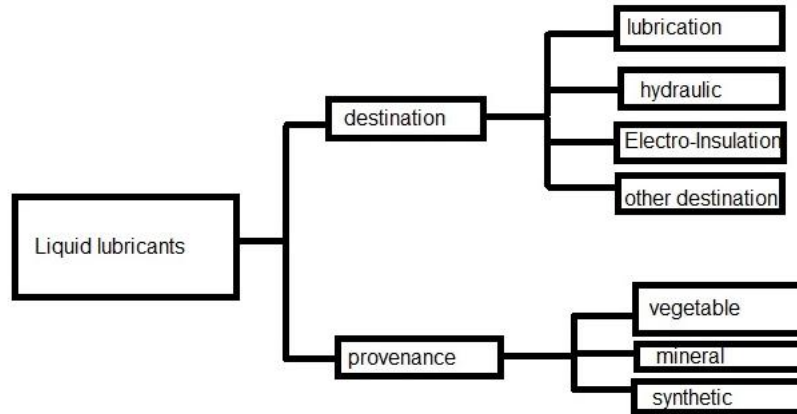 lubrication
destination
hydraulic
Electro-Insulation
other destination
Liquid lubricants
provenance
vegetable
mineral
synthetic